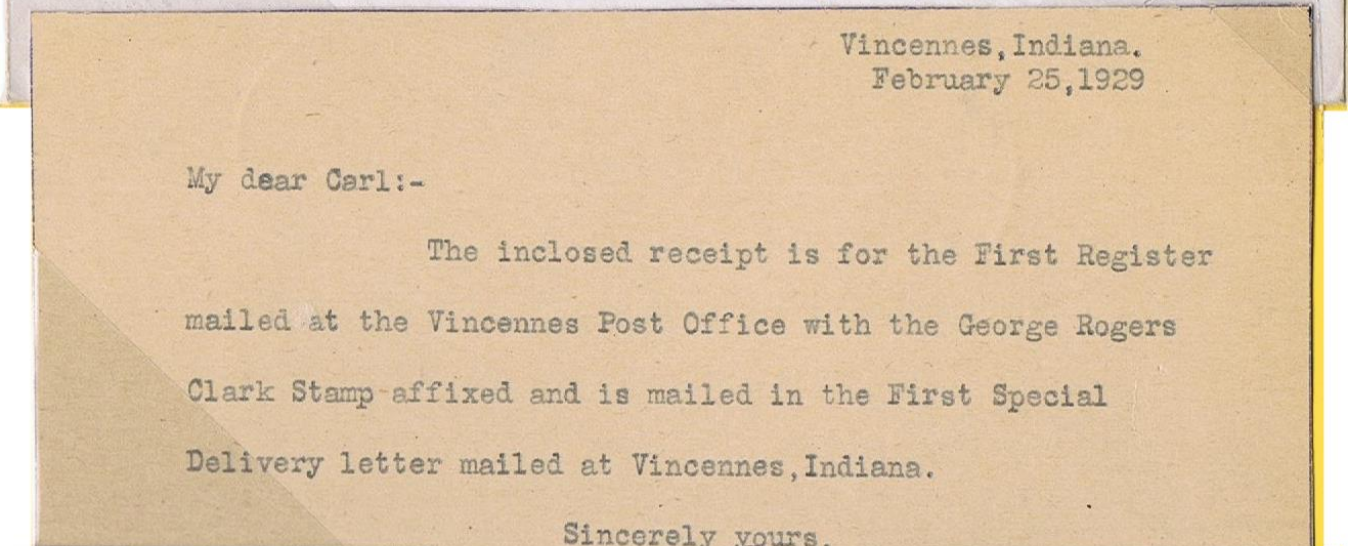 Vincennes,Indiana.
February 25,1929
My dear Carl:-
The inclosed receipt is for the First Register
mailed at the Vincennes Post Office with the George Rogers
Clark Stamp affixed and is mailed in the First Special
Delivery letter mailed at Vincennes,Indiana.
Sincerely yours,